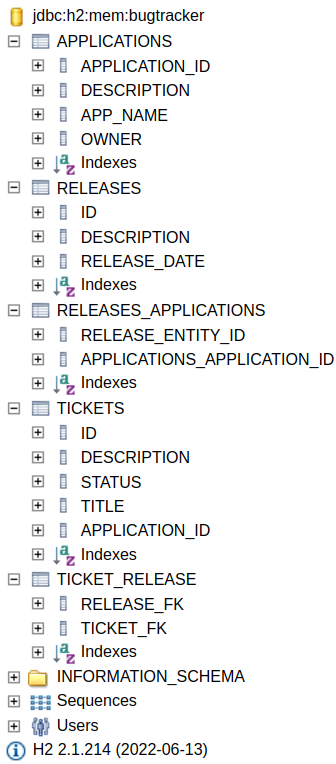 jdbc:h2:mem:bugtracker
APPLICATIONS
APPLICATION_ID
DESCRIPTION
APP_NAME
OWNER
Indexes
RELEASES
ID
DESCRIPTION
RELEASE_DATE
Indexes
RELEASES_APPLICATIONS
RELEASE_ENTITY_ID
APPLICATIONS_APPLICATION_ID
Indexes
TICKETS
ID
DESCRIPTION
STATUS
TITLE
APPLICATION_ID
Indexes
TICKET_RELEASE
RELEASE_FK
TICKET_FK
Indexes
INFORMATION_SCHEMA
Sequences
Users
H2 2.1.214 (2022-06-13)